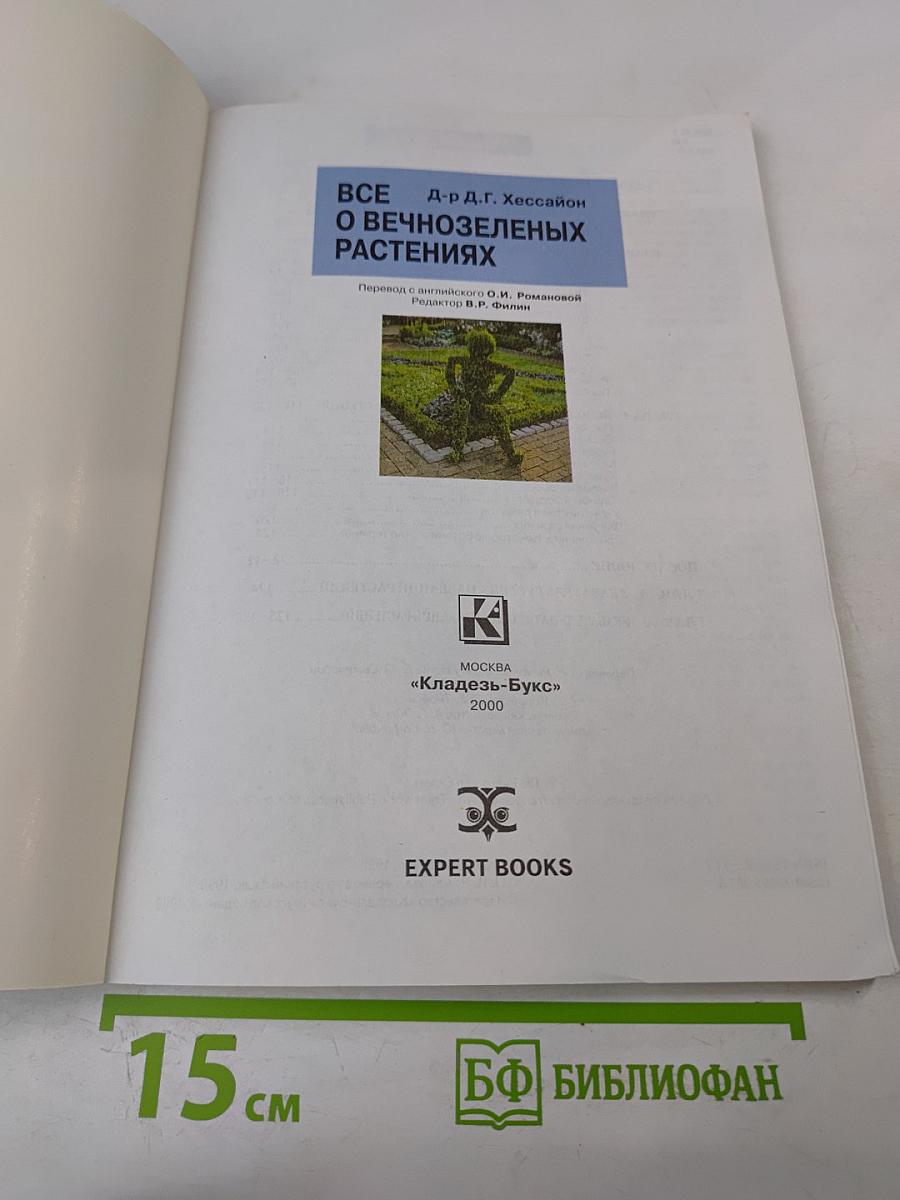 ВСЕ Д-р Д.Г. Хессайон
О ВЕЧНОЗЕЛЕНЫХ
РАСТЕНИЯХ
Перевод с английского О.И. Романовой
Редактор В.Р. Филин
МОСКВА
«Кладезь-Букс»
2000
EXPERT BOOKS
15 см
БФ БИБЛИОФАН